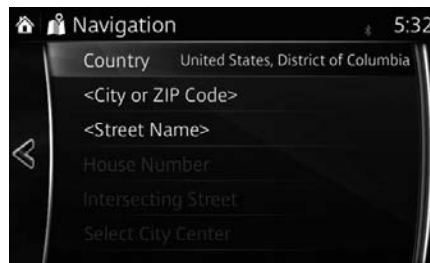 Navigation 5:32
Country United States, District of Columbia
<City or ZIP Code>
<Street Name>
House Number
Intersecting Street
Select City Center